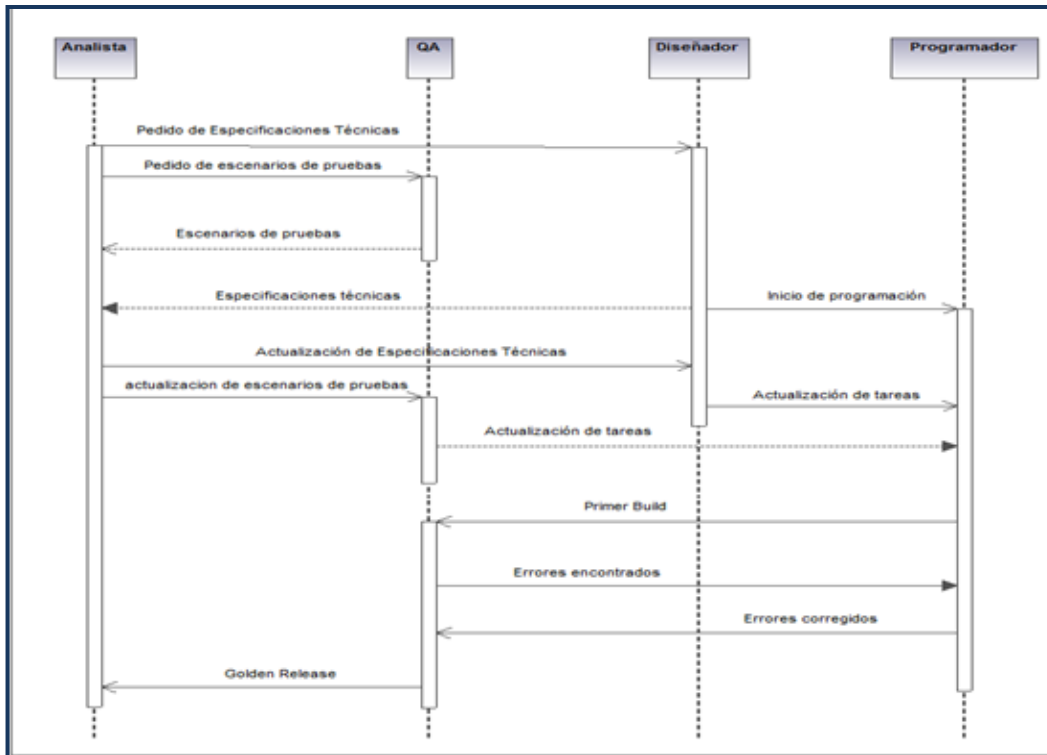 Analista
QA
Diseñador
Programador
Pedido de Especificaciones Técnicas
Pedido de escenarios de pruebas
Escenarios de pruebas
Especificaciones técnicas
Inicio de programación
Actualización de Especificaciones Técnicas
actualizacion de escenarios de pruebas
Actualización de tareas
Actualización de tareas
Primer Build
Errores encontrados
Errores corregidos
Golden Release